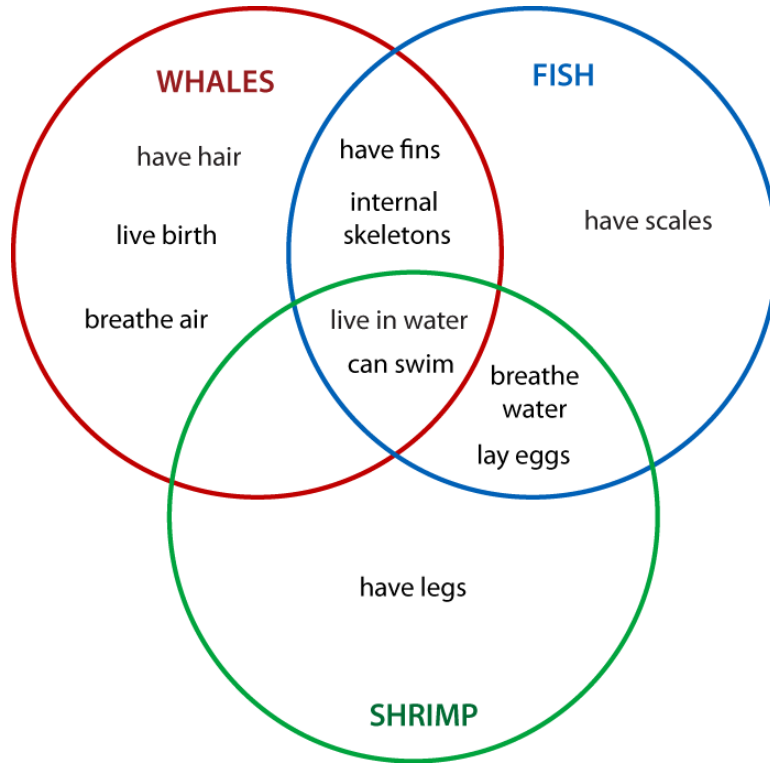 WHALES
FISH
have hair
have fins
internal
skeletons
have scales
live birth
breathe air
live in water
can swim
breathe
water
lay eggs
have legs
SHRIMP